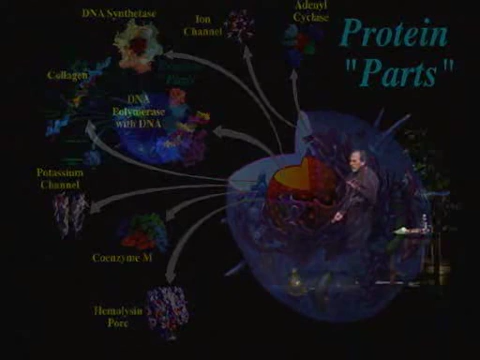 DNA Synthetase
Ion
Channel
Adenyl
Cyclase
Protein
"Parts"
Collagen
DNA
Polymerase
with DNA
Potassium
Channel
Coenzyme M
Hemolysin
Pore